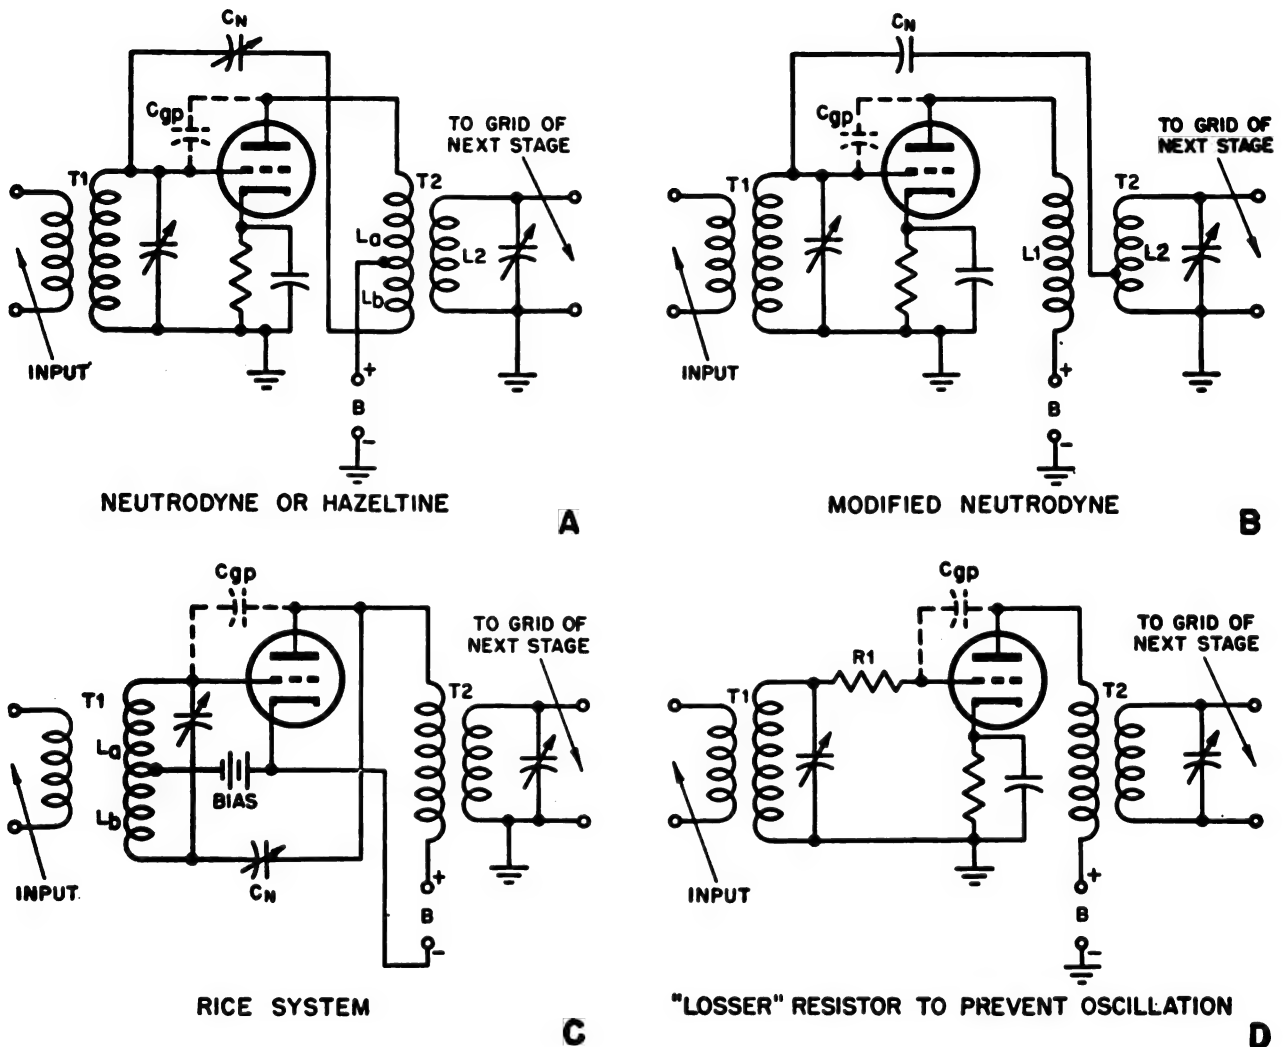 CN
Cgp
TO GRID OF
NEXT STAGE
T1
T2
La
L2
Lb
INPUT
+
B
−
NEUTRODYNE OR HAZELTINE
A
CN
Cgp
TO GRID OF
NEXT STAGE
T1
T2
L1
L2
INPUT
+
B
−
MODIFIED NEUTRODYNE
B
Cgp
TO GRID OF
NEXT STAGE
T1
T2
La
BIAS
Lb
CN
INPUT
+
B
−
RICE SYSTEM
C
Cgp
TO GRID OF
NEXT STAGE
R1
T1
T2
INPUT
+
B
−
"LOSSER" RESISTOR TO PREVENT OSCILLATION
D